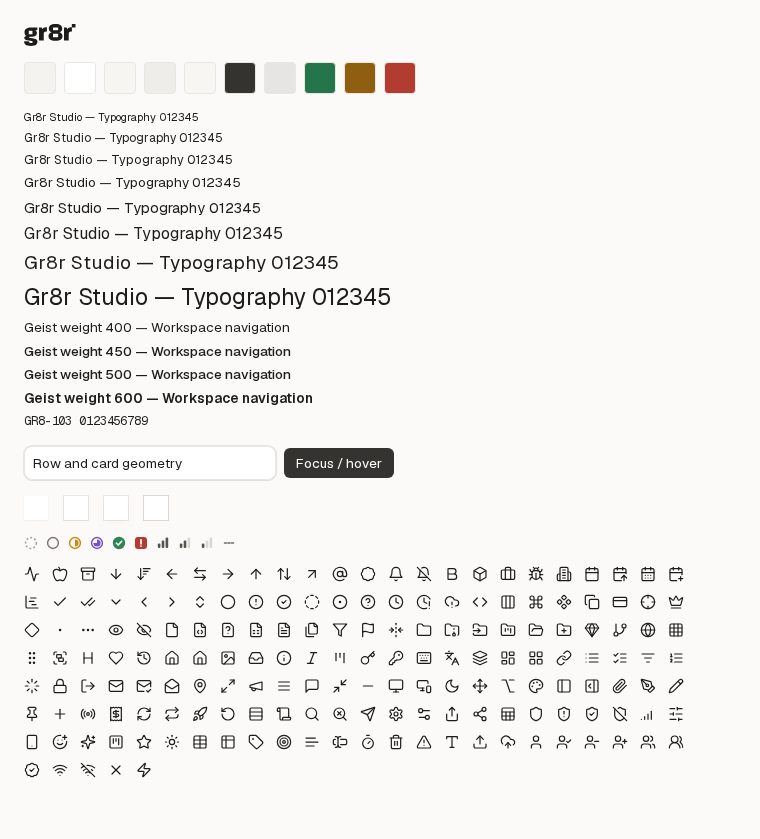 gr8r
Gr8r Studio — Typography 012345
Gr8r Studio — Typography 012345
Gr8r Studio — Typography 012345
Gr8r Studio — Typography 012345
Gr8r Studio — Typography 012345
Gr8r Studio — Typography 012345
Gr8r Studio — Typography 012345
Gr8r Studio — Typography 012345
Geist weight 400 — Workspace navigation
Geist weight 450 — Workspace navigation
Geist weight 500 — Workspace navigation
Geist weight 600 — Workspace navigation
GR8-103 0123456789
Row and card geometry
Focus / hover